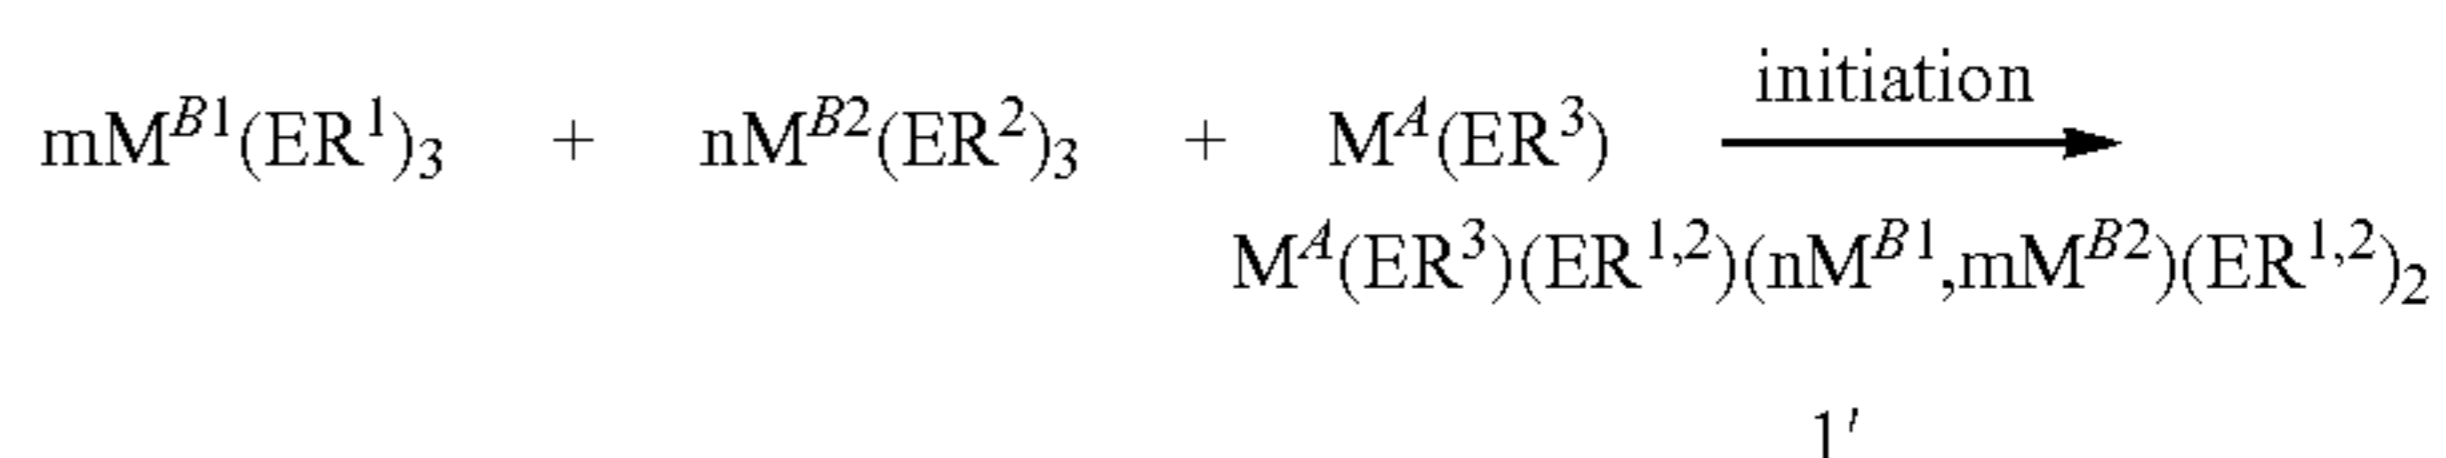 initiation
mM^{B1}(ER^1)_3 + nM^{B2}(ER^2)_3 + M^A(ER^3)
M^A(ER^3)(ER^{1,2})(nM^{B1},mM^{B2})(ER^{1,2})_2
1′